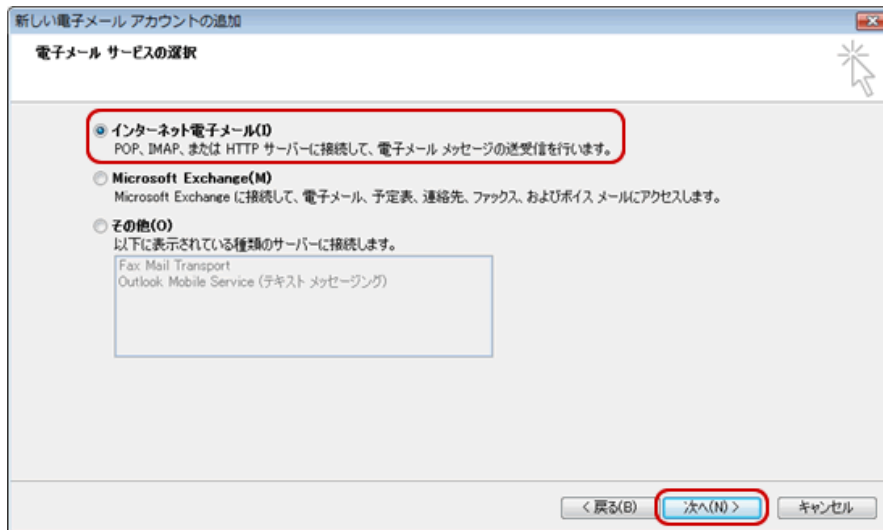 新しい電子メール アカウントの追加
電子メール サービスの選択
インターネット電子メール(I)
POP、IMAP、または HTTP サーバーに接続して、電子メール メッセージの送受信を行います。
Microsoft Exchange(M)
Microsoft Exchange に接続して、電子メール、予定表、連絡先、ファックス、およびボイス メールにアクセスします。
その他(O)
以下に表示されている種類のサーバーに接続します。
Fax Mail Transport
Outlook Mobile Service (テキスト メッセージング)
< 戻る(B) 次へ(N) > キャンセル